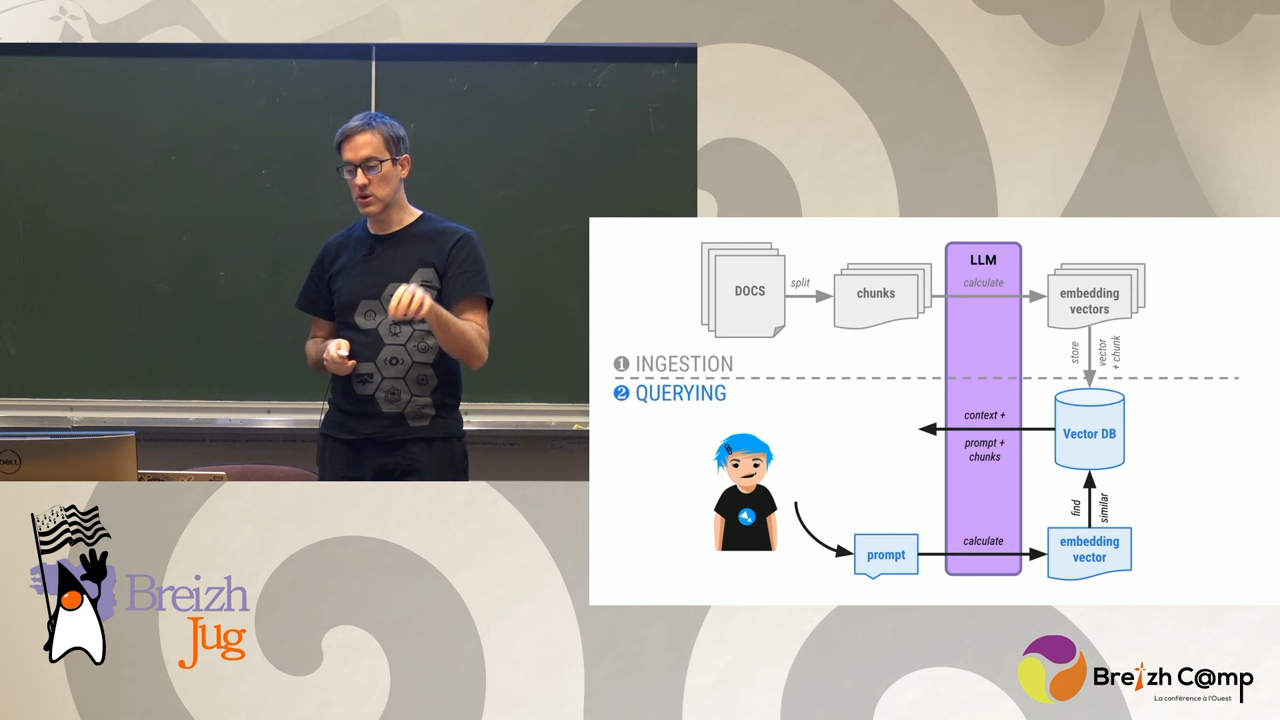 LLM
DOCS
split
chunks
calculate
embedding
vectors
store
vector
+ chunk
❶ INGESTION
❷ QUERYING
context +
prompt +
chunks
Vector DB
find
similar
prompt
calculate
embedding
vector
DELL
Breizh
Jug
Breizh C@mp
La conférence à l'Ouest